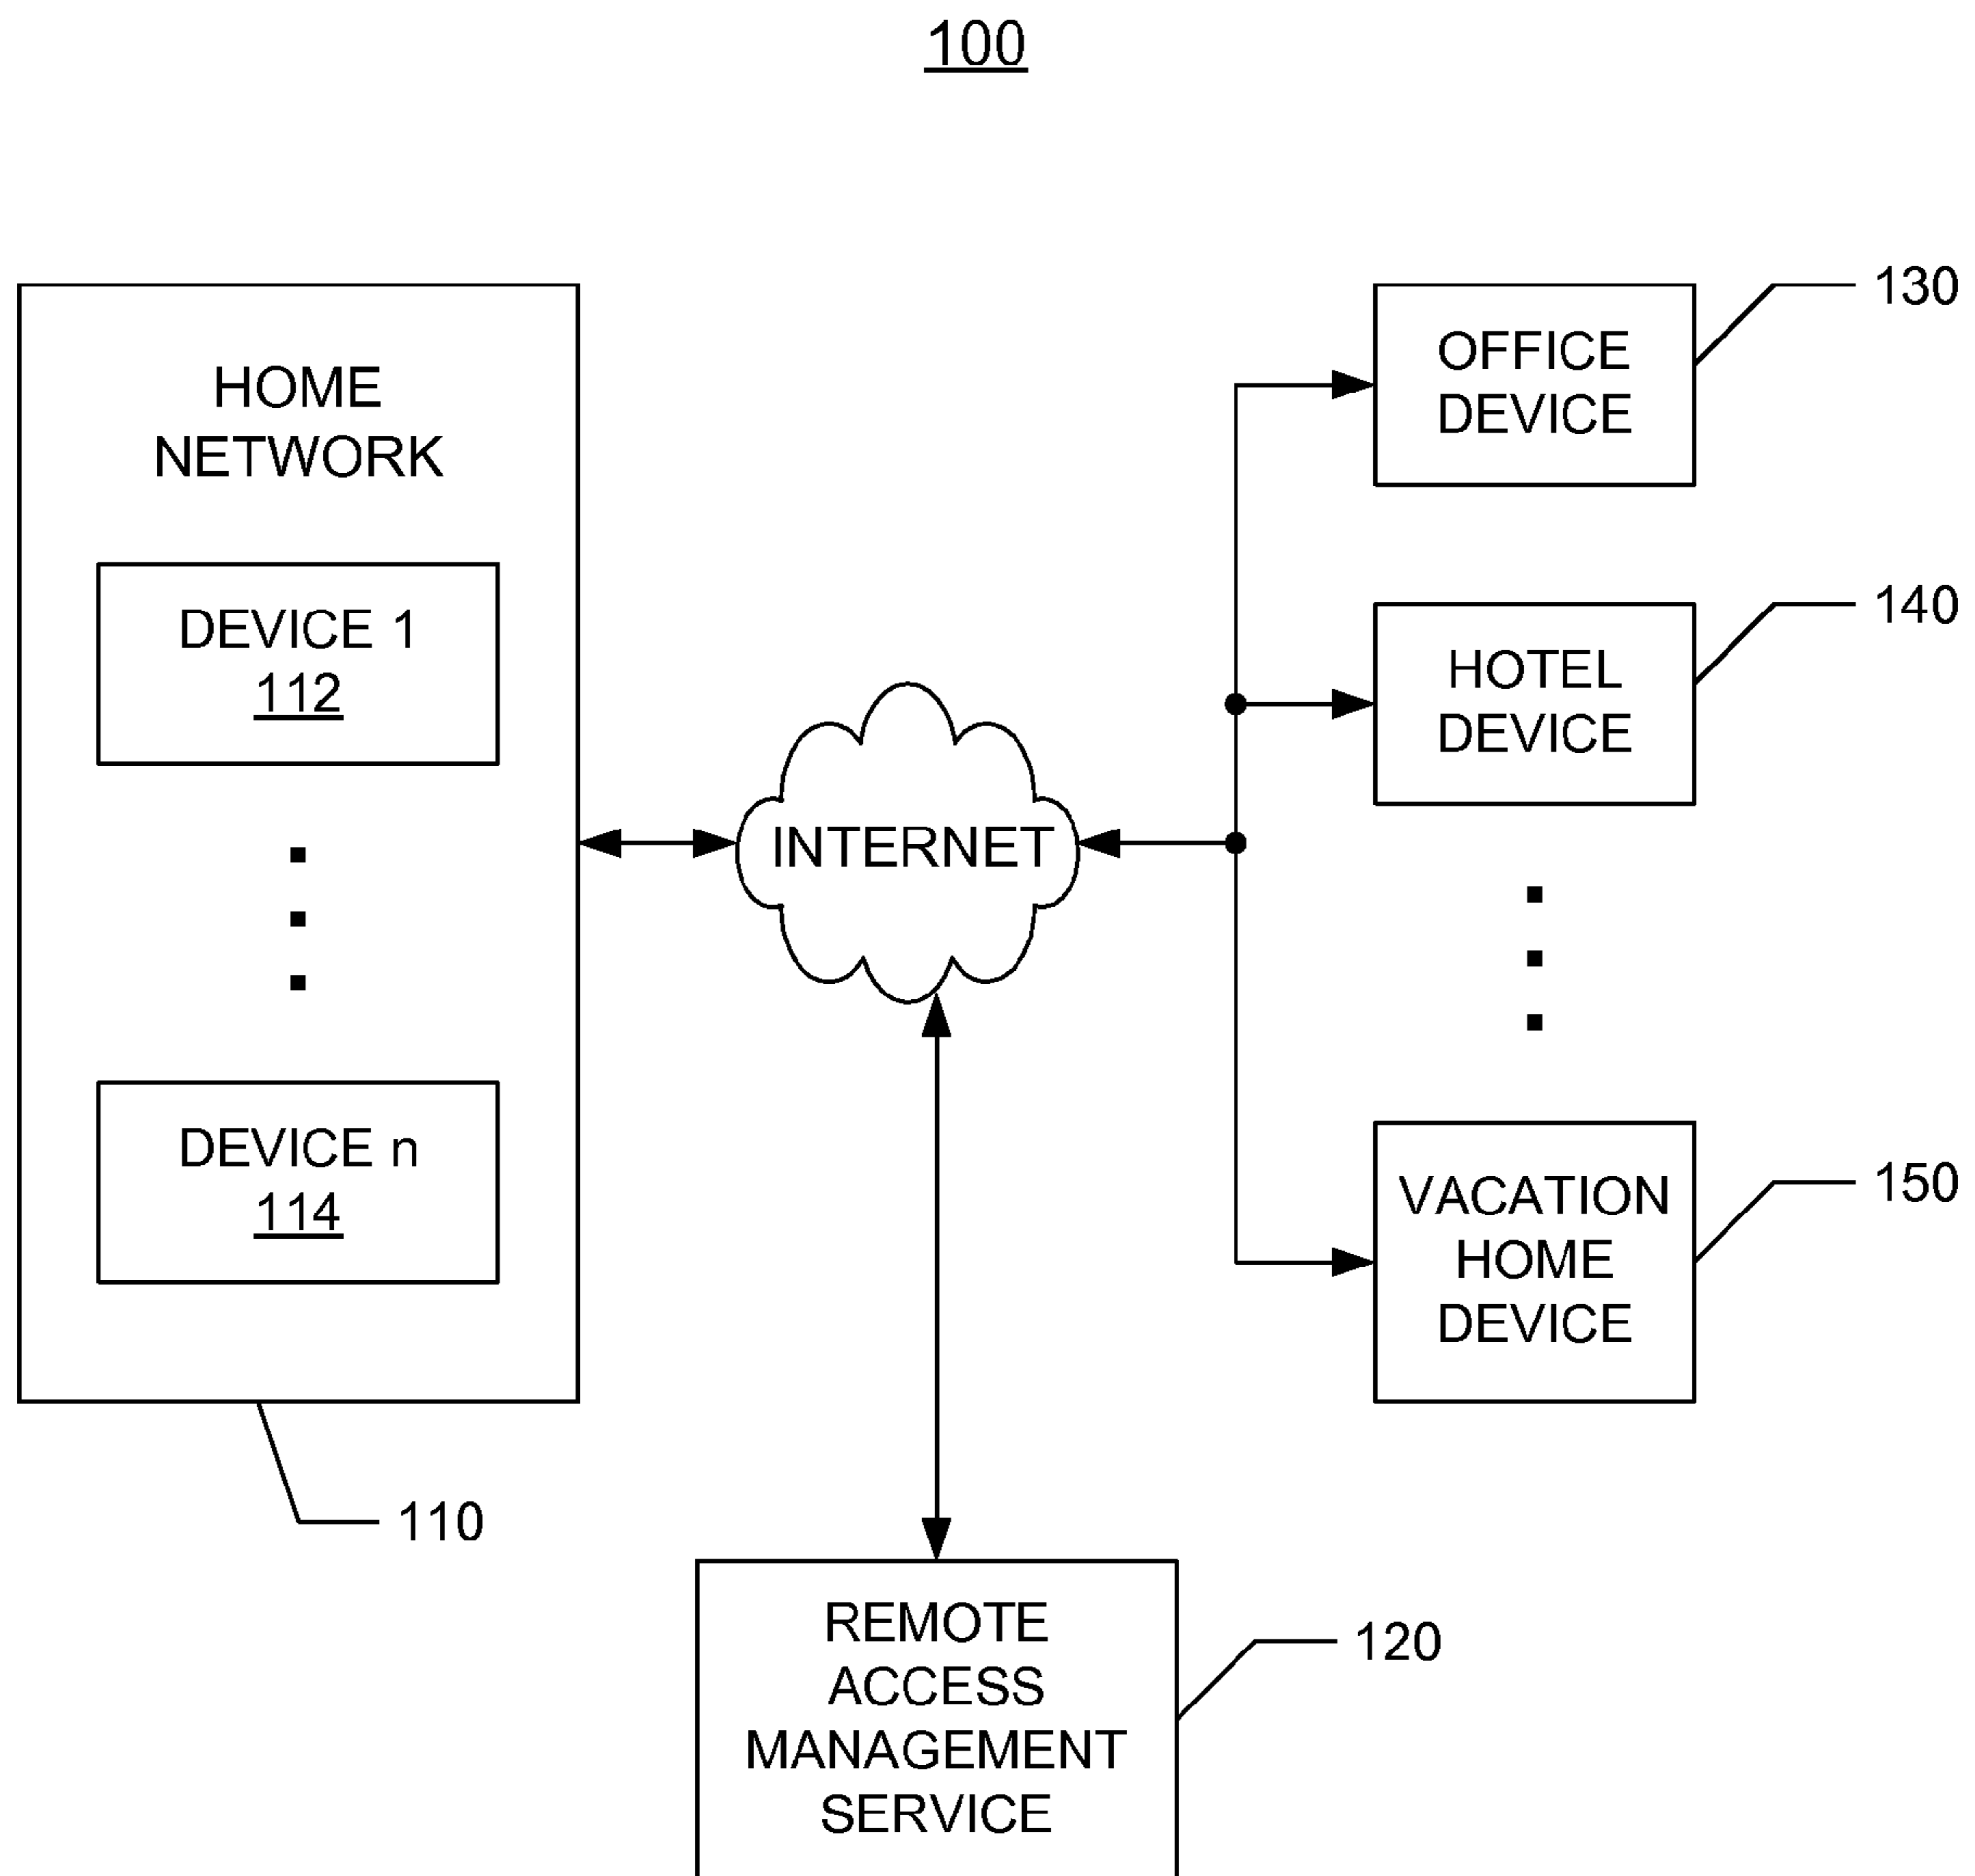 100
HOME
NETWORK
DEVICE 1
112
DEVICE n
114
110
INTERNET
OFFICE
DEVICE
130
HOTEL
DEVICE
140
VACATION
HOME
DEVICE
150
REMOTE
ACCESS
MANAGEMENT
SERVICE
120